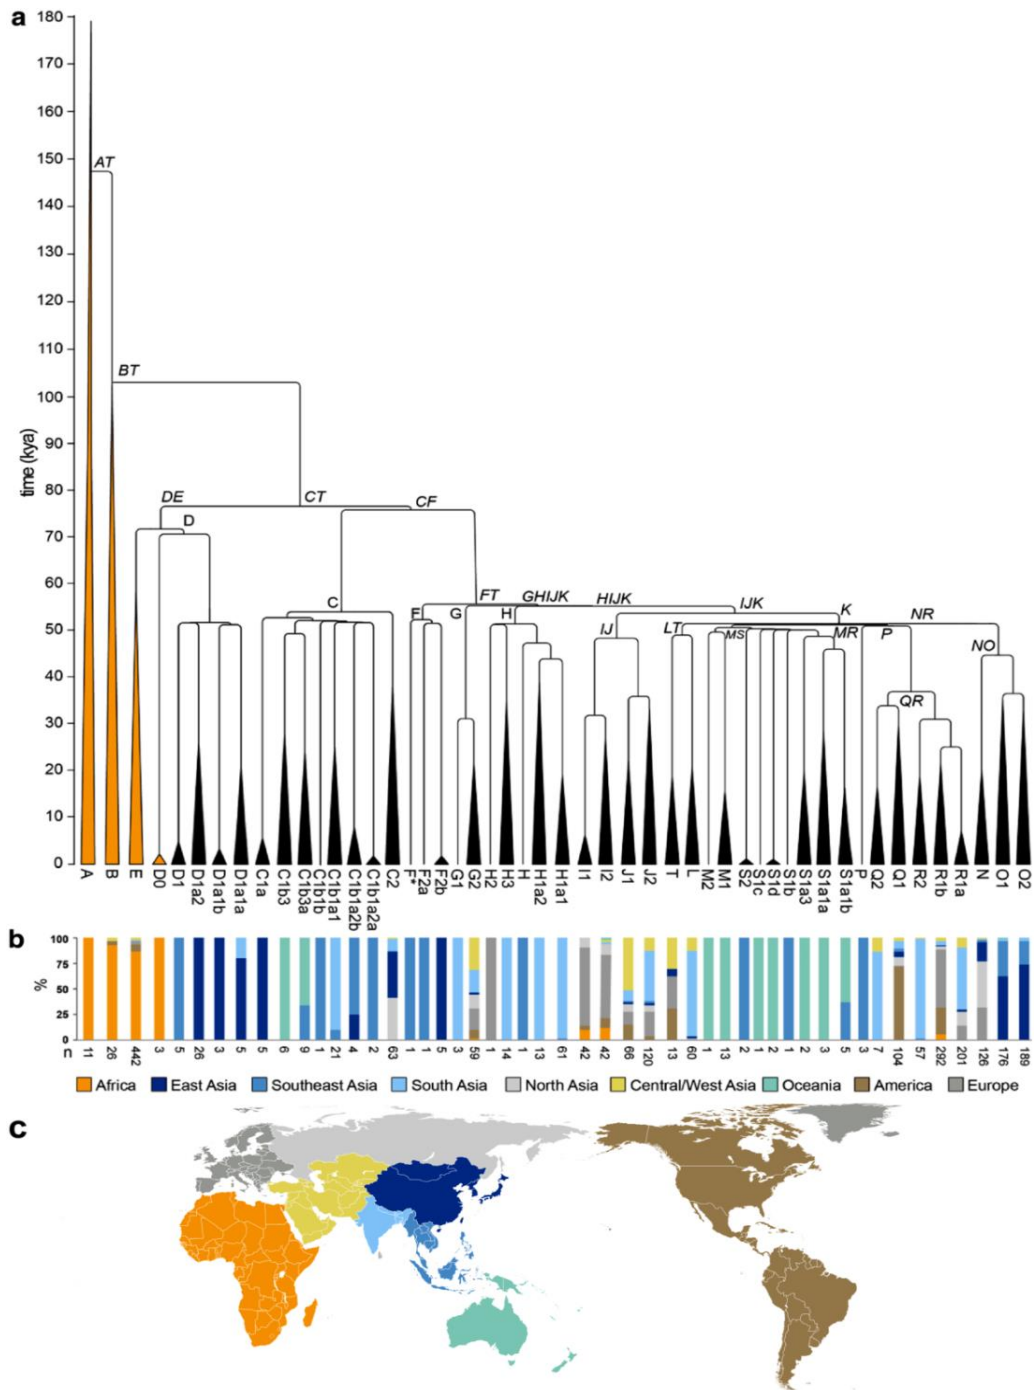 a
180
170
160
150
140
130
120
110
100
90
80
70
60
50
40
30
20
10
0
time (kya)
AT
BT
DE
CT
CF
D
C
F
FT
G
GHIJK
H
HIJK
IJ
IJK
K
LT
MS
MR
P
NR
NO
QR
A
B
E
D0
D1
D1a2
D1a1b
D1a1a
C1a
C1b3
C1b3a
C1b1b
C1b1a1
C1b1a2b
C1b1a2a
C2
F*
F2a
F2b
G1
G2
H2
H3
H
H1a2
H1a1
I1
I2
J1
J2
T
L
M2
M1
S2
S1c
S1d
S1b
S1a3
S1a1a
S1a1b
P
Q2
Q1
R2
R1b
R1a
N
O1
O2
b
100
75
50
25
0
%
n 11 26 442 3 5 26 3 5 5 6 9 1 21 4 2 63 1 1 5 3 59 1 14 1 13 61 42 42 66 120 13 60 1 13 2 1 2 1 2 3 5 3 7 104 57 292 201 126 176 189
Africa East Asia Southeast Asia South Asia North Asia Central/West Asia Oceania America Europe
c